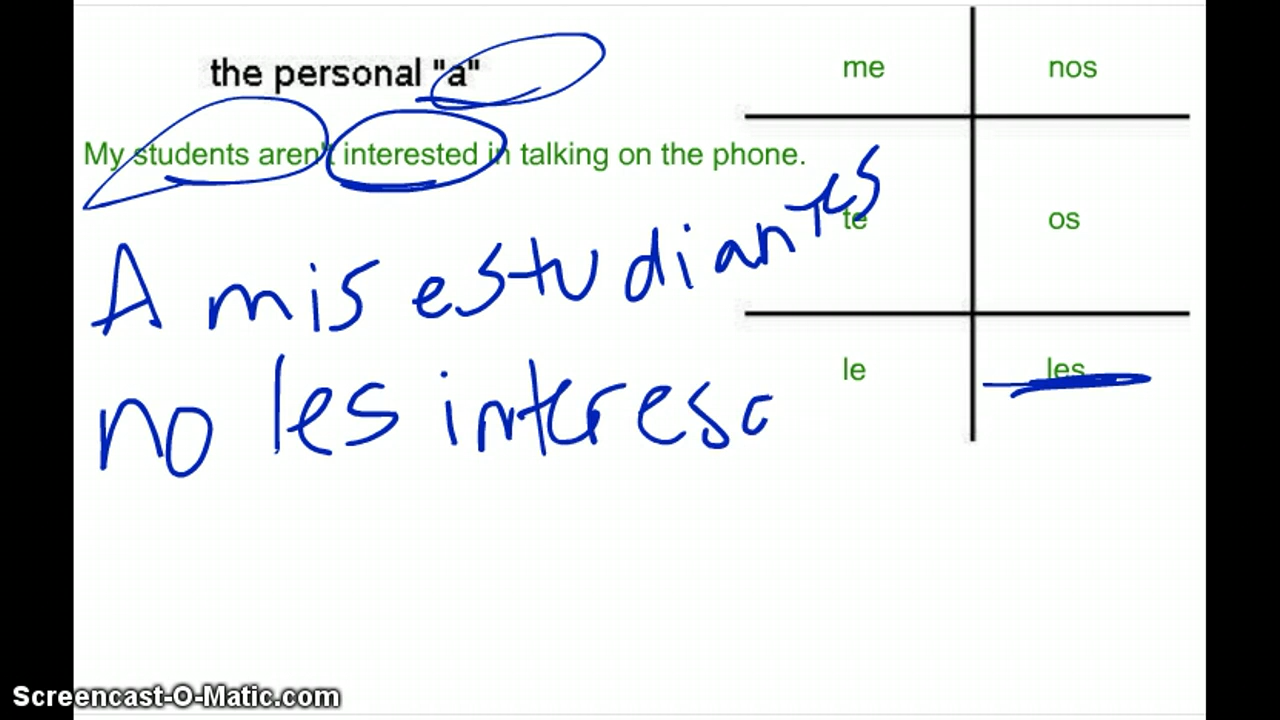 the personal "a"
me nos
My students aren't interested in talking on the phone.
te os
A mis estudiantes
le les
no les interesa
Screencast-O-Matic.com